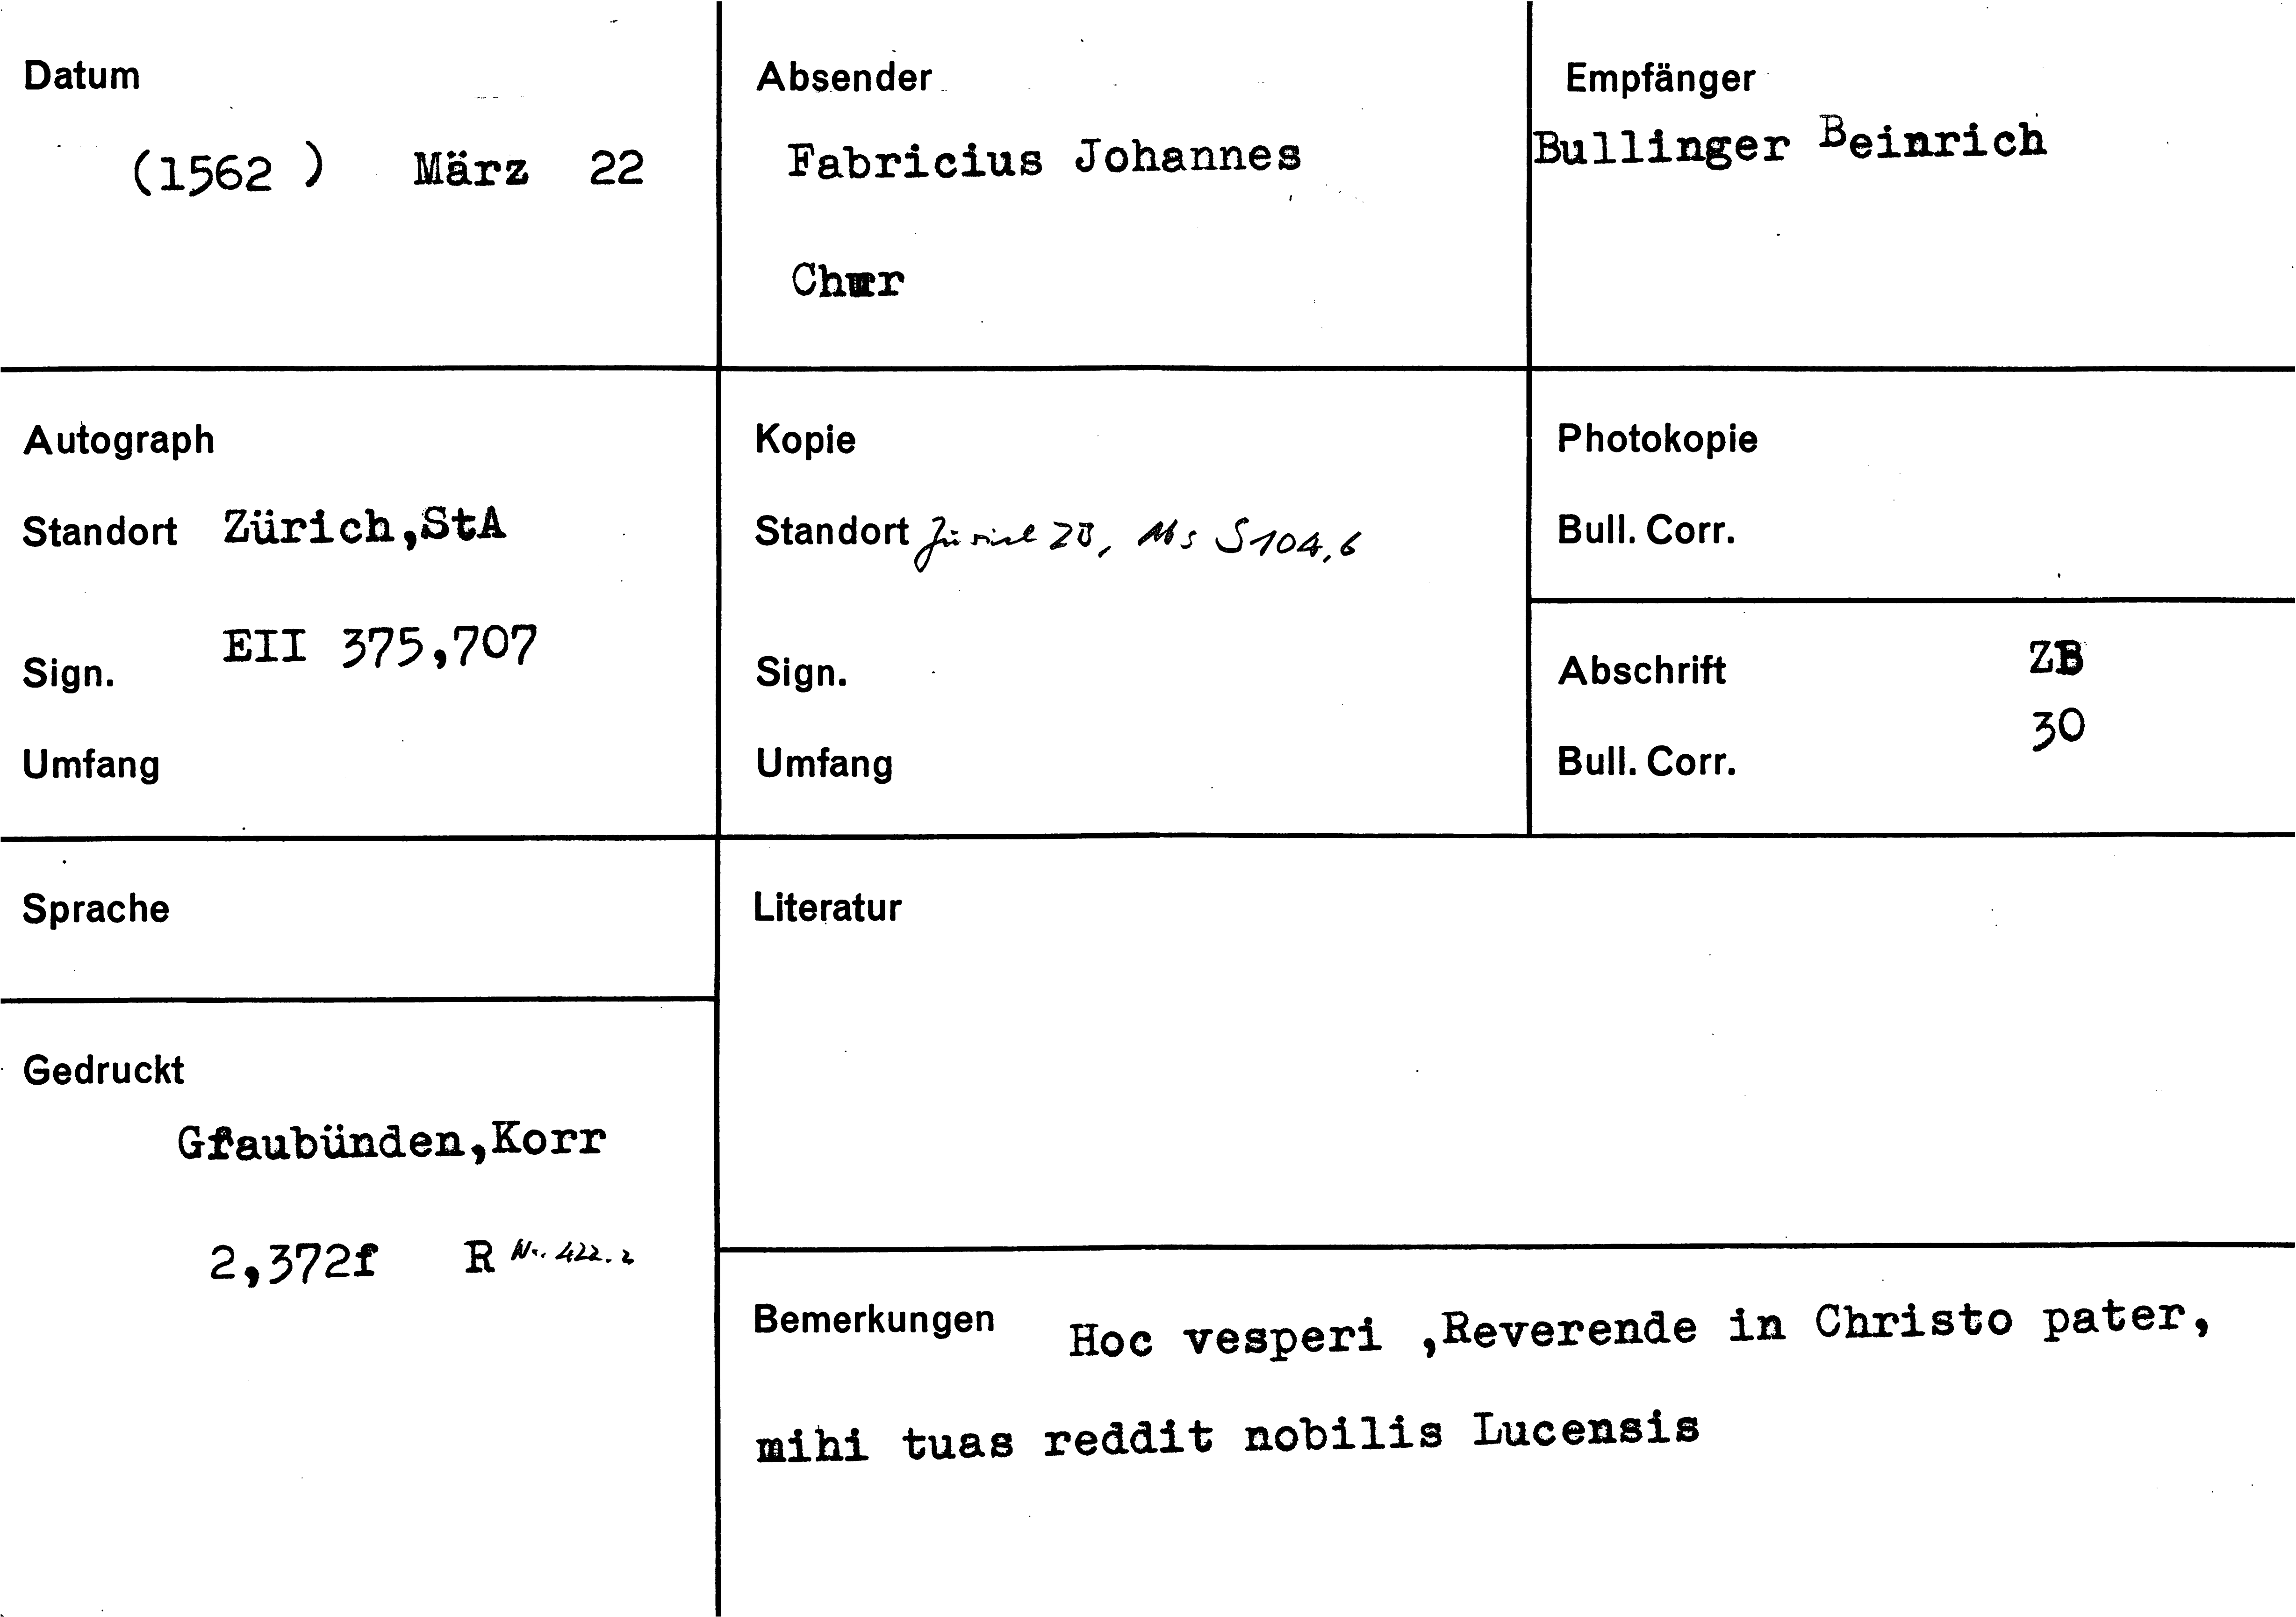 Datum
(1562 ) März 22
Absender
Fabricius Johannes
Chur
Empfänger
Bullinger Beinrich
Autograph
Standort Zürich,StA
Sign. EII 375,707
Umfang
Kopie
Standort Zürich ZB, Ms S 104,6
Sign.
Umfang
Photokopie
Bull. Corr.
Abschrift ZB
30
Bull. Corr.
Sprache
Literatur
Gedruckt
Graubünden,Korr
2,372f R Nr. 422.2
Bemerkungen Hoc vesperi ,Reverende in Christo pater,
mihi tuas reddit nobilis Lucensis